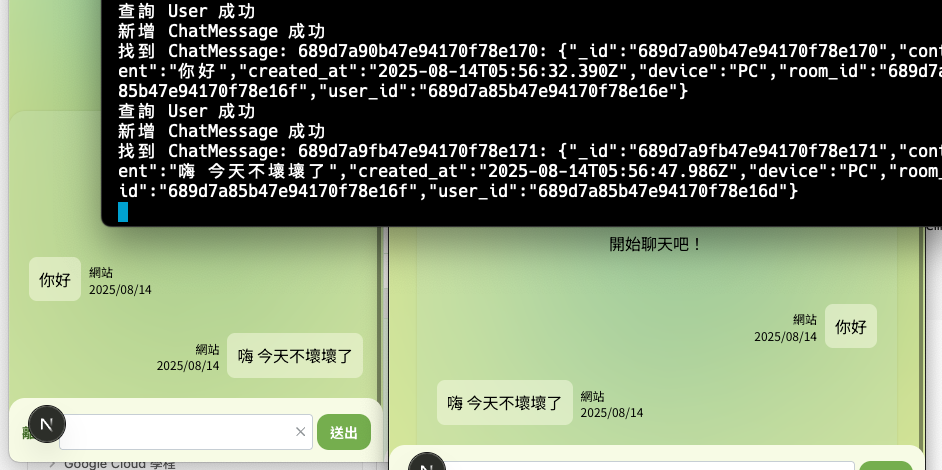 查詢 User 成功
新增 ChatMessage 成功
找到 ChatMessage: 689d7a90b47e94170f78e170: {"_id":"689d7a90b47e94170f78e170","cont
ent":"你好","created_at":"2025-08-14T05:56:32.390Z","device":"PC","room_id":"689d7a
85b47e94170f78e16f","user_id":"689d7a85b47e94170f78e16e"}
查詢 User 成功
新增 ChatMessage 成功
找到 ChatMessage: 689d7a9fb47e94170f78e171: {"_id":"689d7a9fb47e94170f78e171","cont
ent":"嗨 今天不壞壞了","created_at":"2025-08-14T05:56:47.986Z","device":"PC","room_
id":"689d7a85b47e94170f78e16f","user_id":"689d7a85b47e94170f78e16d"}
你好
網站
2025/08/14
網站
2025/08/14
嗨 今天不壞壞了
N
送出
Google Cloud 學程
開始聊天吧！
網站
2025/08/14
你好
嗨 今天不壞壞了
網站
2025/08/14
N